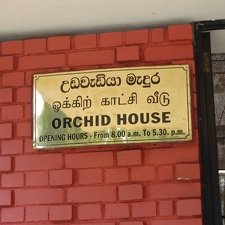 උඩවැඩියා මැදුර
ஒக்கிற் காட்சி வீடு
ORCHID HOUSE
OPENING HOURS - From 8.00 a.m. To 5.30. p.m.